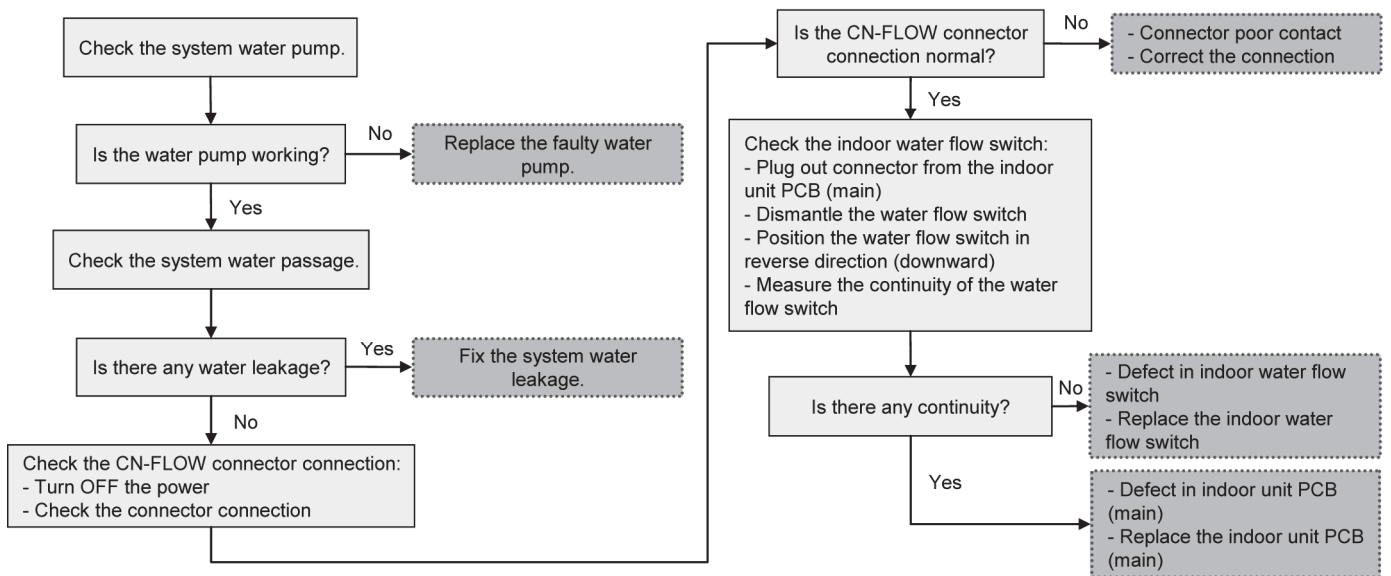 Check the system water pump.
Is the water pump working?
No
Replace the faulty water
pump.
Yes
Check the system water passage.
Is there any water leakage?
Yes
Fix the system water
leakage.
No
Check the CN-FLOW connector connection:
- Turn OFF the power
- Check the connector connection
Is the CN-FLOW connector
connection normal?
No
- Connector poor contact
- Correct the connection
Yes
Check the indoor water flow switch:
- Plug out connector from the indoor
unit PCB (main)
- Dismantle the water flow switch
- Position the water flow switch in
reverse direction (downward)
- Measure the continuity of the water
flow switch
Is there any continuity?
No
- Defect in indoor water flow
switch
- Replace the indoor water
flow switch
Yes
- Defect in indoor unit PCB
(main)
- Replace the indoor unit PCB
(main)